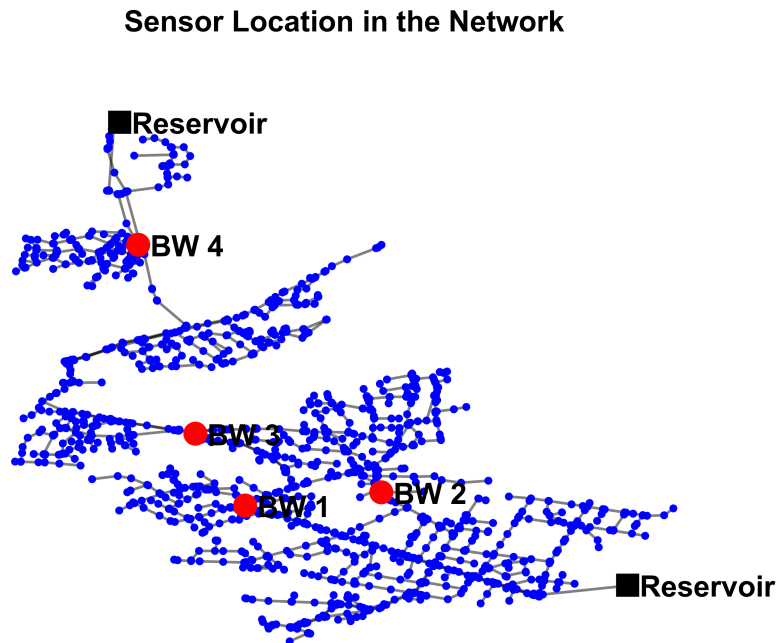 Sensor Location in the Network
Reservoir
BW 4
BW 3
BW 2
BW 1
Reservoir